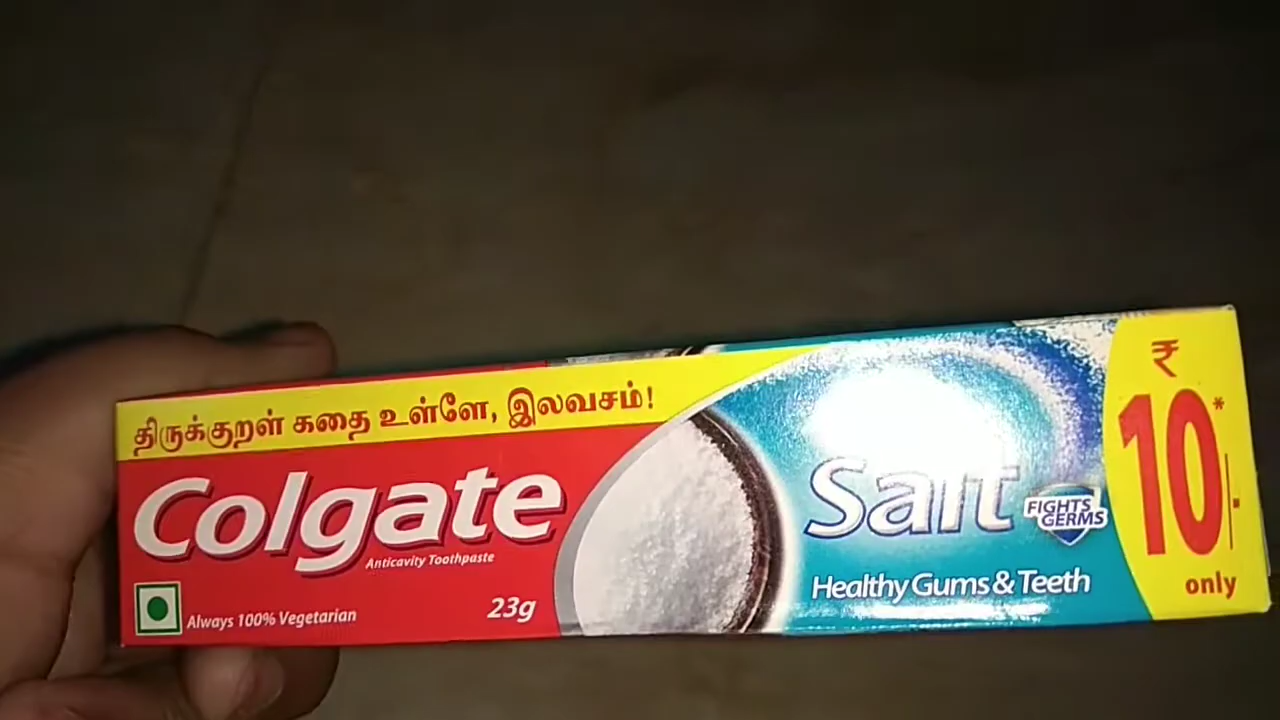 திருக்குறள் கதை உள்ளே, இலவசம்!
Colgate
Anticavity Toothpaste
Always 100% Vegetarian
23g
Salt
FIGHTS
GERMS
Healthy Gums & Teeth
₹
10*/-
only